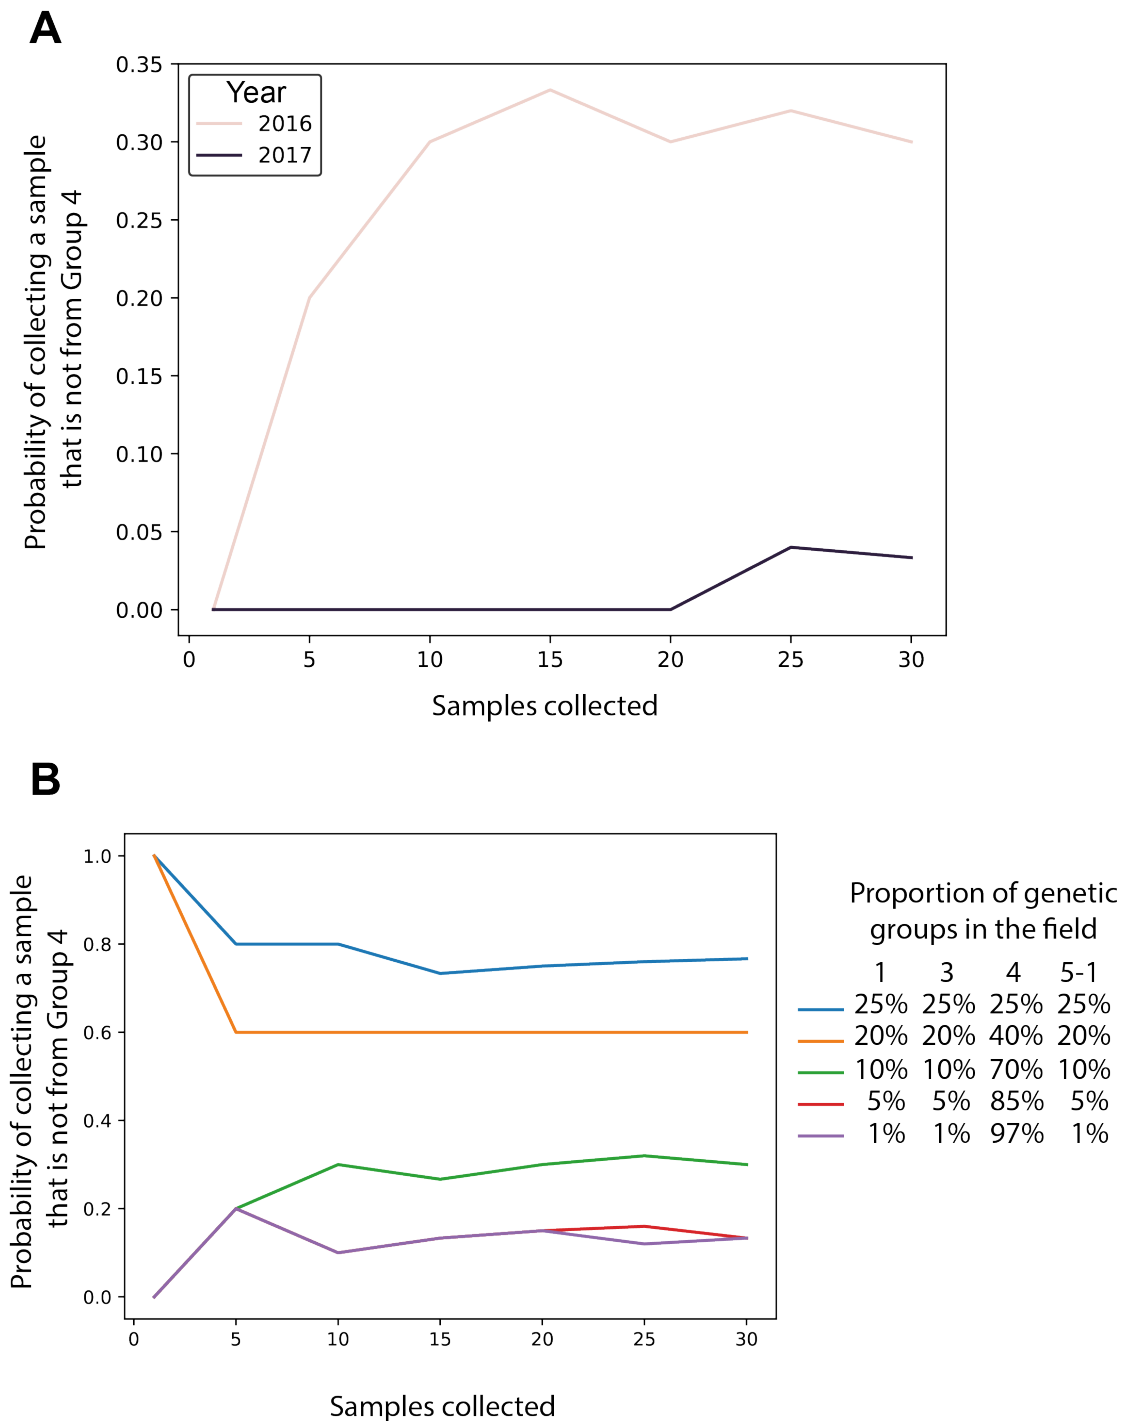 A
0.35
0.30
0.25
0.20
0.15
0.10
0.05
0.00
Probability of collecting a sample
that is not from Group 4
Year
2016
2017
0 5 10 15 20 25 30
Samples collected
B
1.0
0.8
0.6
0.4
0.2
0.0
Probability of collecting a sample
that is not from Group 4
0 5 10 15 20 25 30
Samples collected
Proportion of genetic
groups in the field
1 3 4 5-1
25% 25% 25% 25%
20% 20% 40% 20%
10% 10% 70% 10%
5% 5% 85% 5%
1% 1% 97% 1%